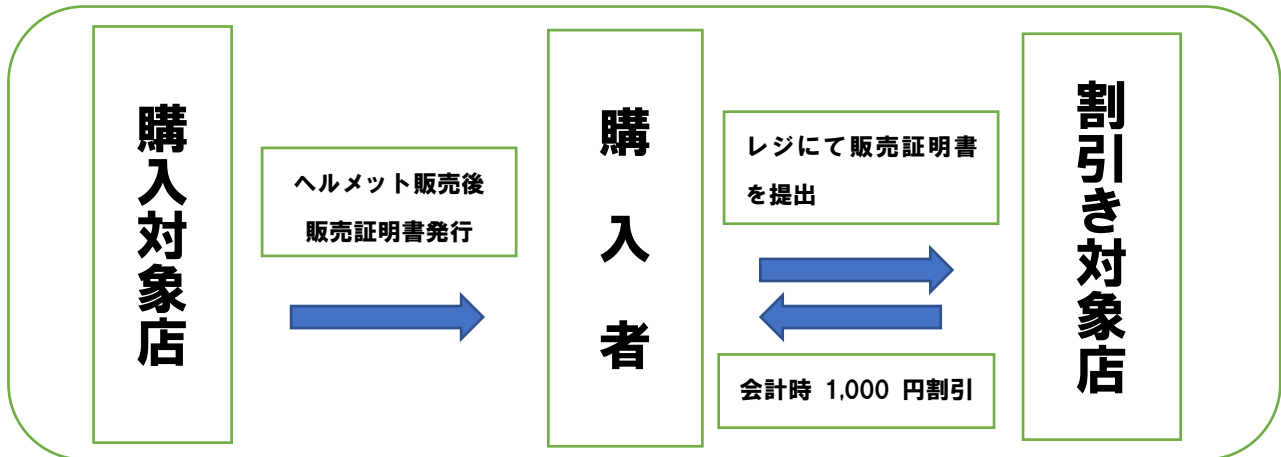 購入対象店
ヘルメット販売後
販売証明書発行
購入者
レジにて販売証明書
を提出
会計時 1,000 円割引
割引き対象店